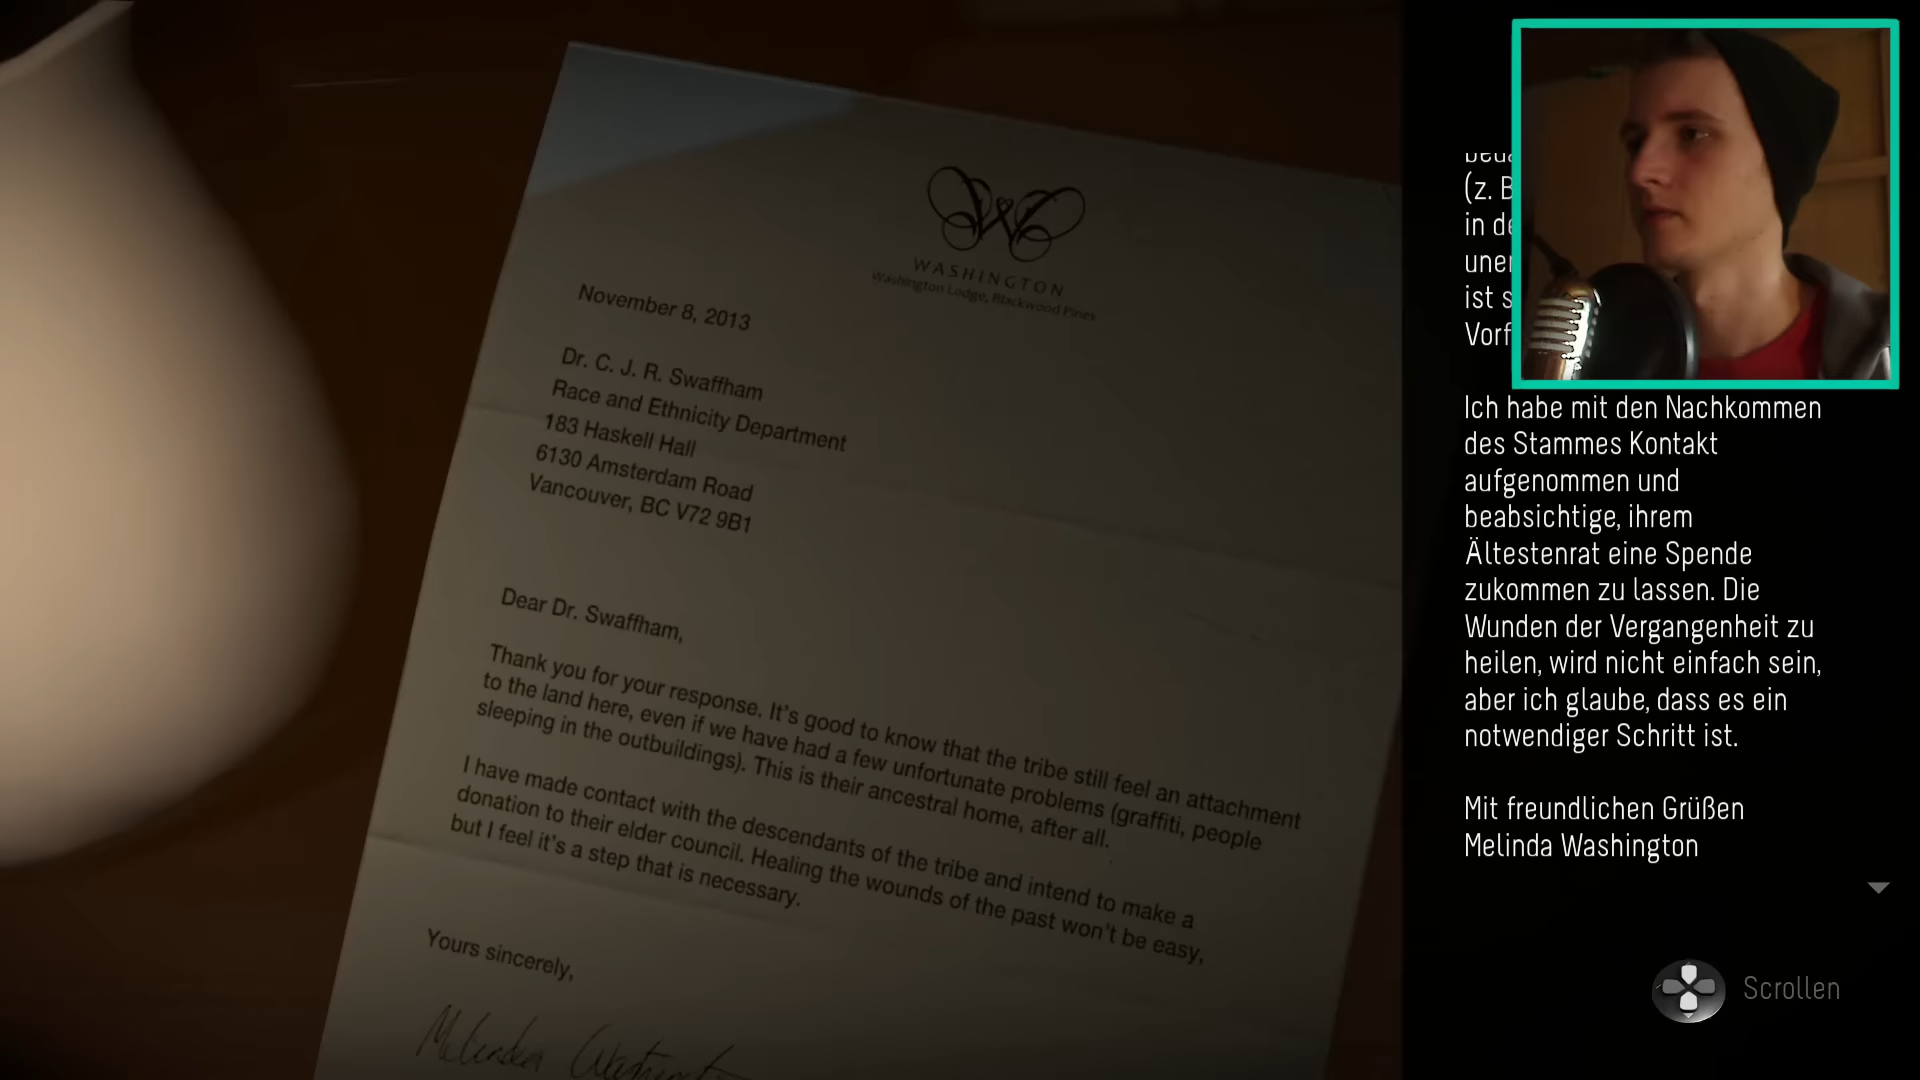 WASHINGTON
Washington Lodge, Blackwood Pines
November 8, 2013
Dr. C. J. R. Swaffham
Race and Ethnicity Department
183 Haskell Hall
6130 Amsterdam Road
Vancouver, BC V72 9B1
Dear Dr. Swaffham,
Thank you for your response. It's good to know that the tribe still feel an attachment
to the land here, even if we have had a few unfortunate problems (graffiti, people
sleeping in the outbuildings). This is their ancestral home, after all.
I have made contact with the descendants of the tribe and intend to make a
donation to their elder council. Healing the wounds of the past won't be easy,
but I feel it's a step that is necessary.
Yours sincerely,
Melinda Washington
(z. B
in de
uner
ist s
Vorf
Ich habe mit den Nachkommen
des Stammes Kontakt
aufgenommen und
beabsichtige, ihrem
Ältestenrat eine Spende
zukommen zu lassen. Die
Wunden der Vergangenheit zu
heilen, wird nicht einfach sein,
aber ich glaube, dass es ein
notwendiger Schritt ist.
Mit freundlichen Grüßen
Melinda Washington
Scrollen